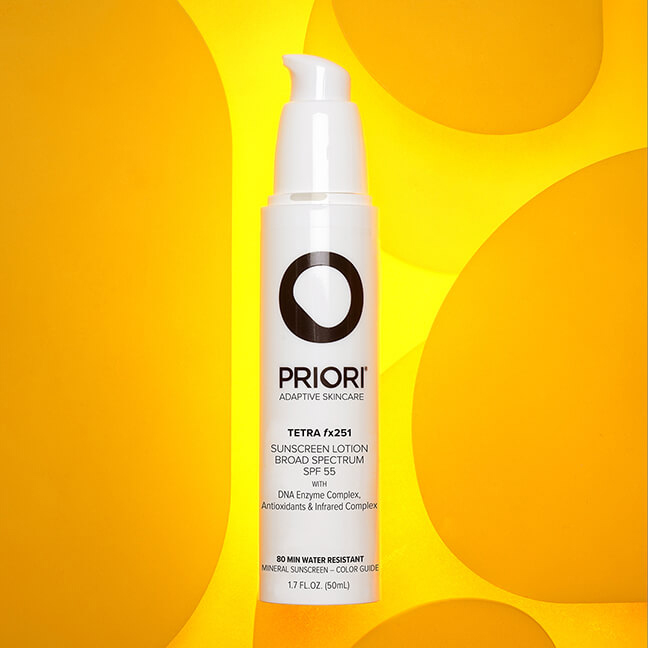 PRIORI®
ADAPTIVE SKINCARE
TETRA fx251
SUNSCREEN LOTION
BROAD SPECTRUM
SPF 55
WITH
DNA Enzyme Complex,
Antioxidants & Infrared Complex
80 MIN WATER RESISTANT
MINERAL SUNSCREEN – COLOR GUIDE
1.7 FL.OZ. (50mL)